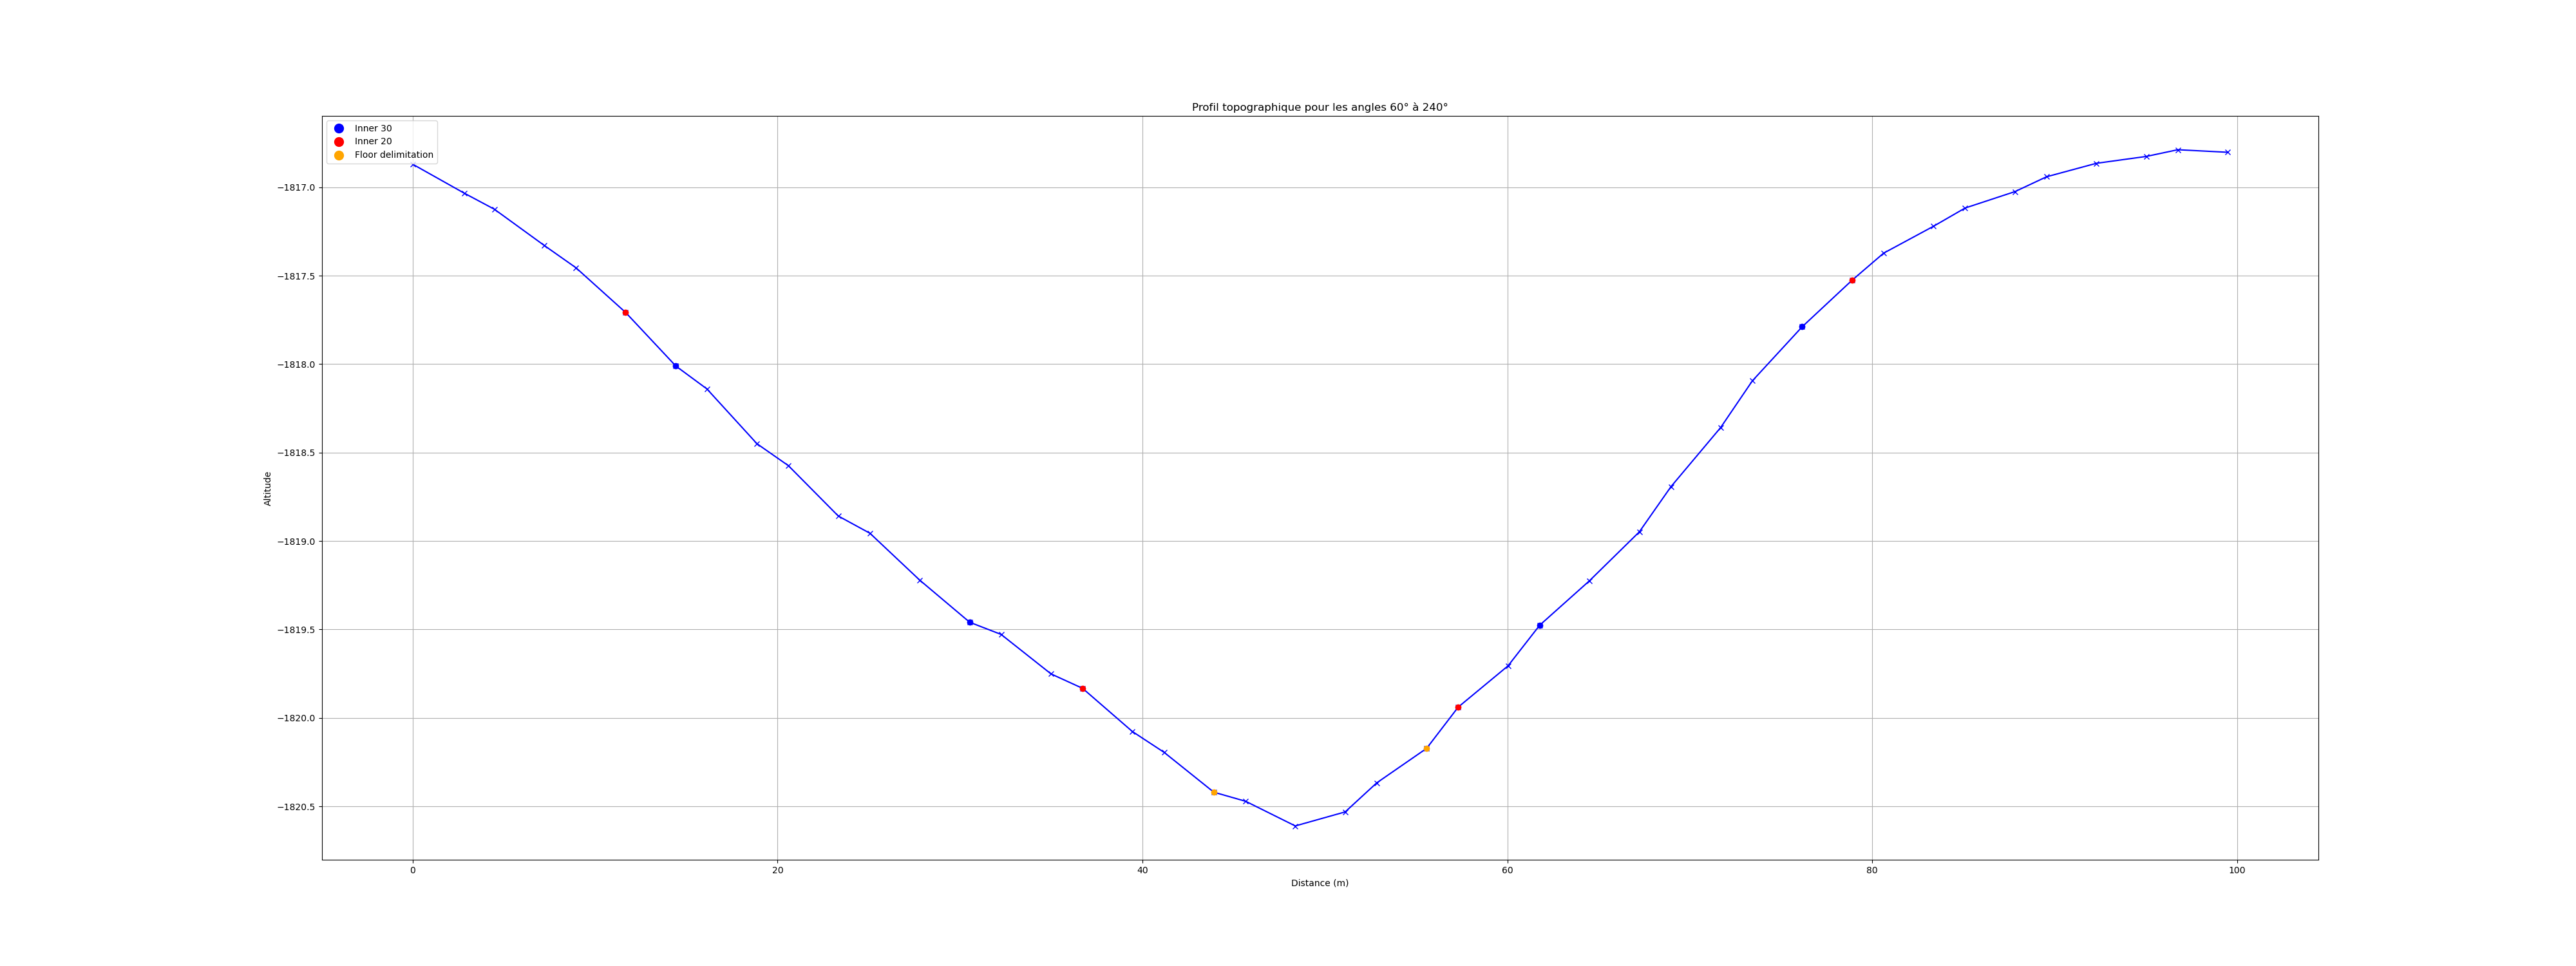 Profil topographique pour les angles 60° à 240°
Inner 30
Inner 20
Floor delimitation
−1817.0
−1817.5
−1818.0
−1818.5
−1819.0
−1819.5
−1820.0
−1820.5
Altitude
0 20 40 60 80 100
Distance (m)